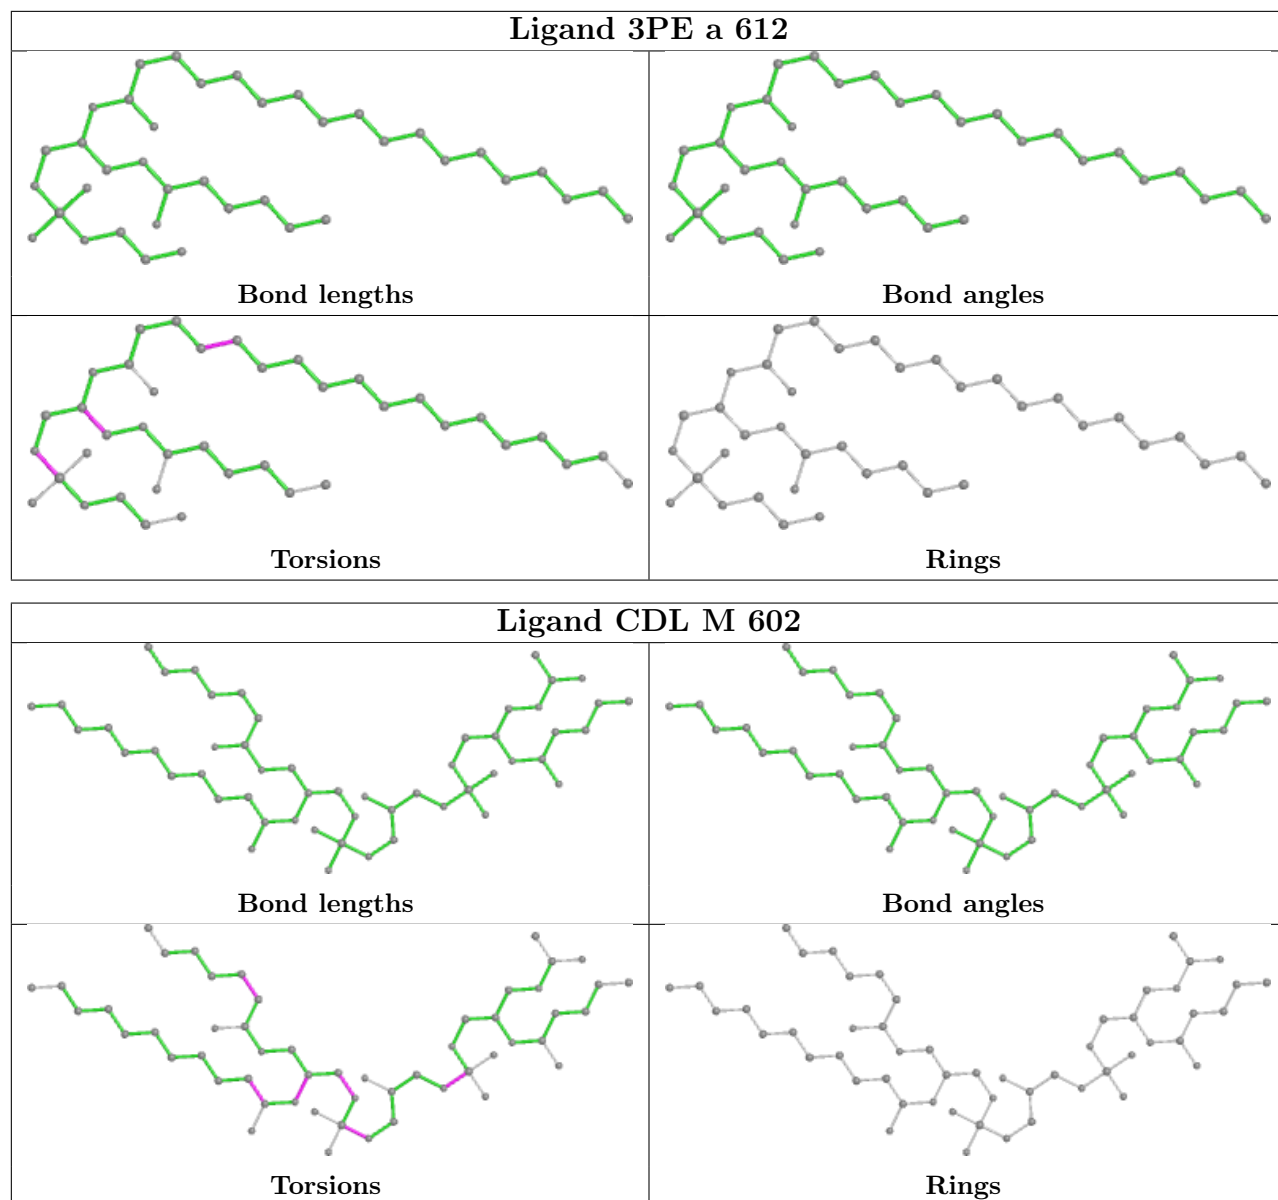 Ligand 3PE a 612
Bond lengths
Bond angles
Torsions
Rings
Ligand CDL M 602
Bond lengths
Bond angles
Torsions
Rings